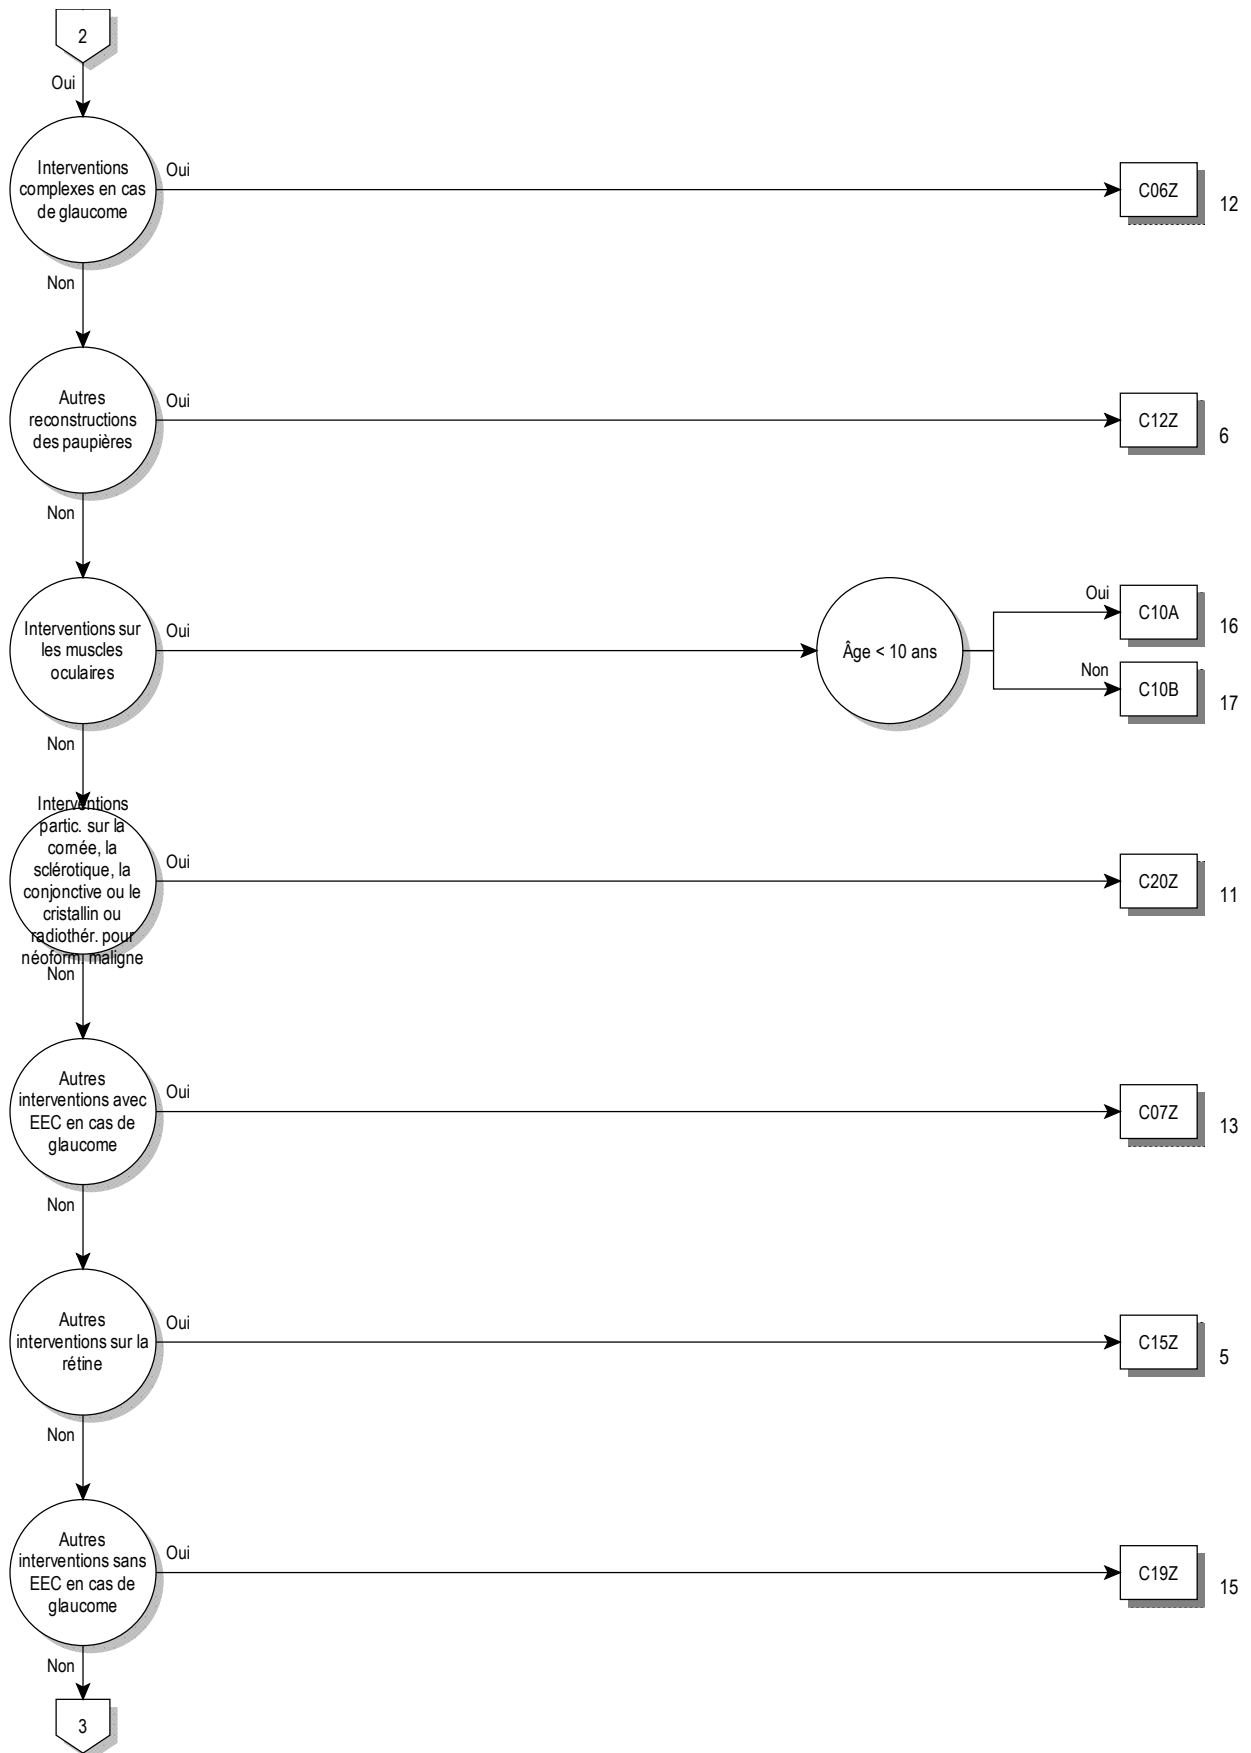 2
Oui
Interventions
complexes en cas
de glaucome
Oui
C06Z
12
Non
Autres
reconstructions
des paupières
Oui
C12Z
6
Non
Interventions sur
les muscles
oculaires
Oui
Âge < 10 ans
Oui
C10A
16
Non
C10B
17
Non
Interventions
partic. sur la
cornée, la
sclérotique, la
conjonctive ou le
cristallin ou
radiothér. pour
néoform. maligne
Oui
C20Z
11
Non
Autres
interventions avec
EEC en cas de
glaucome
Oui
C07Z
13
Non
Autres
interventions sur la
rétine
Oui
C15Z
5
Non
Autres
interventions sans
EEC en cas de
glaucome
Oui
C19Z
15
Non
3